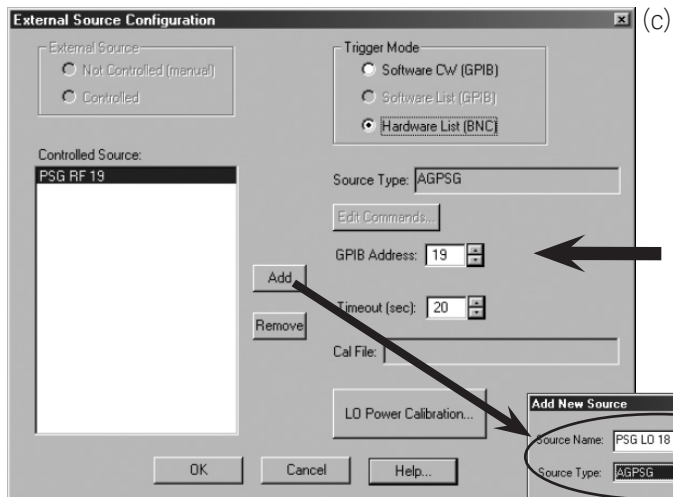 External Source Configuration
(c)
External Source
Not Controlled (manual)
Controlled
Trigger Mode
Software CW (GPIB)
Software List (GPIB)
Hardware List (BNC)
Controlled Source:
PSG RF 19
Source Type: AGPSG
Edit Commands...
GPIB Address: 19
Add
Timeout (sec): 20
Remove
Cal File:
LO Power Calibration...
OK
Cancel
Help...
Add New Source
Source Name: PSG LO 18
Source Type: AGPSG